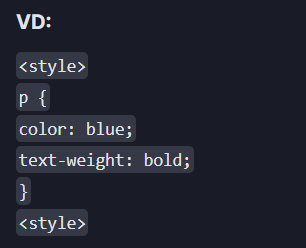 VD:
<style>
p {
color: blue;
text-weight: bold;
}
<style>